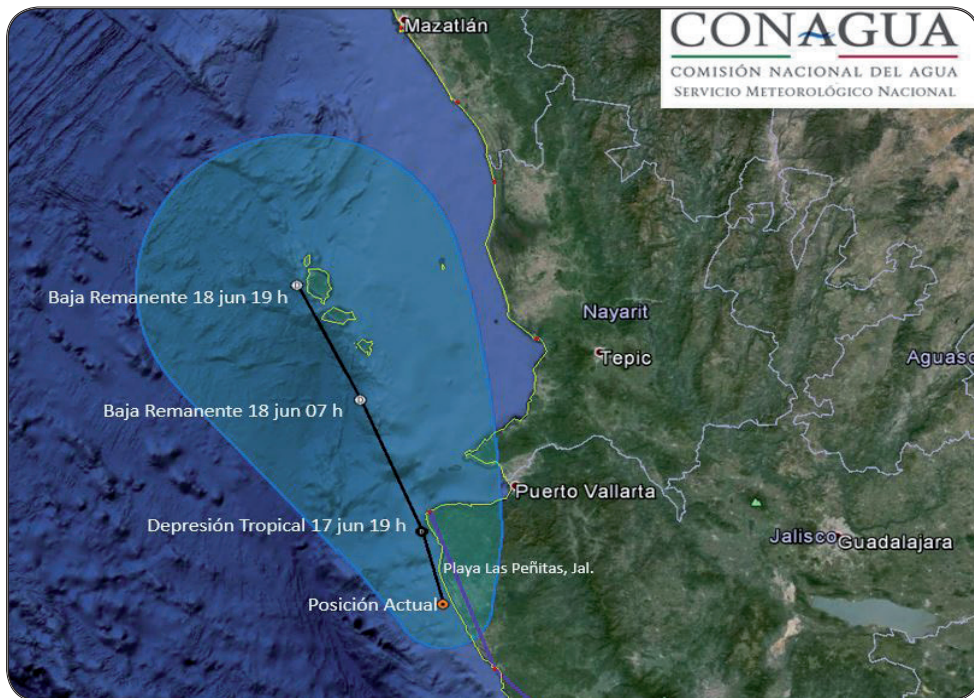 Mazatlán
CONAGUA
COMISIÓN NACIONAL DEL AGUA
SERVICIO METEOROLÓGICO NACIONAL
Baja Remanente 18 jun 19 h
Nayarit
Tepic
Aguasc
Baja Remanente 18 jun 07 h
Puerto Vallarta
Depresión Tropical 17 jun 19 h
Jalisco
Guadalajara
Playa Las Peñitas, Jal.
Posición Actual